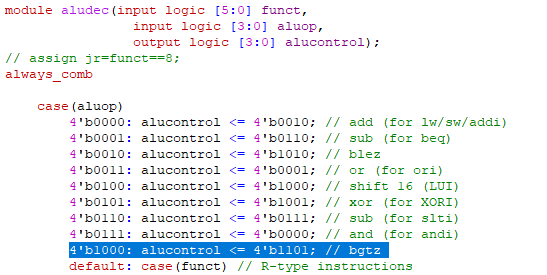 module aludec(input logic [5:0] funct,
input logic [3:0] aluop,
output logic [3:0] alucontrol);
// assign jr=funct==8;
always_comb
case(aluop)
4'b0000: alucontrol <= 4'b0010; // add (for lw/sw/addi)
4'b0001: alucontrol <= 4'b0110; // sub (for beq)
4'b0010: alucontrol <= 4'b1010; // blez
4'b0011: alucontrol <= 4'b0001; // or (for ori)
4'b0100: alucontrol <= 4'b1000; // shift 16 (LUI)
4'b0101: alucontrol <= 4'b1001; // xor (for XORI)
4'b0110: alucontrol <= 4'b0111; // sub (for slti)
4'b0111: alucontrol <= 4'b0000; // and (for andi)
4'b1000: alucontrol <= 4'b1101; // bgtz
default: case(funct) // R-type instructions